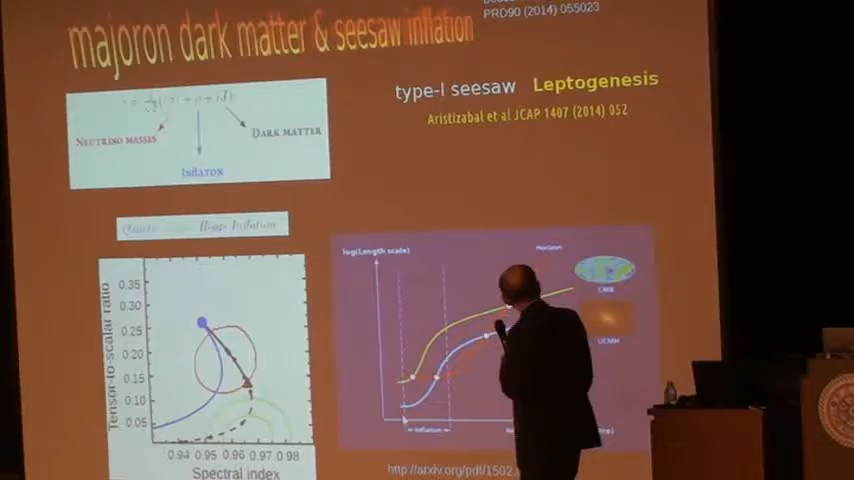 PRD90 (2014) 055023
majoron dark matter & seesaw inflation
type-I seesaw Leptogenesis
Aristizabal et al JCAP 1407 (2014) 052
NEUTRINO MASSES
DARK MATTER
INFLATON
Higgs Inflation
log(Length scale)
Horizon
CMB
UCMH
Inflation
Tensor-to-scalar ratio
0.35
0.30
0.25
0.20
0.15
0.10
0.05
0.94 0.95 0.96 0.97 0.98
Spectral index
http://arxiv.org/pdf/1502.